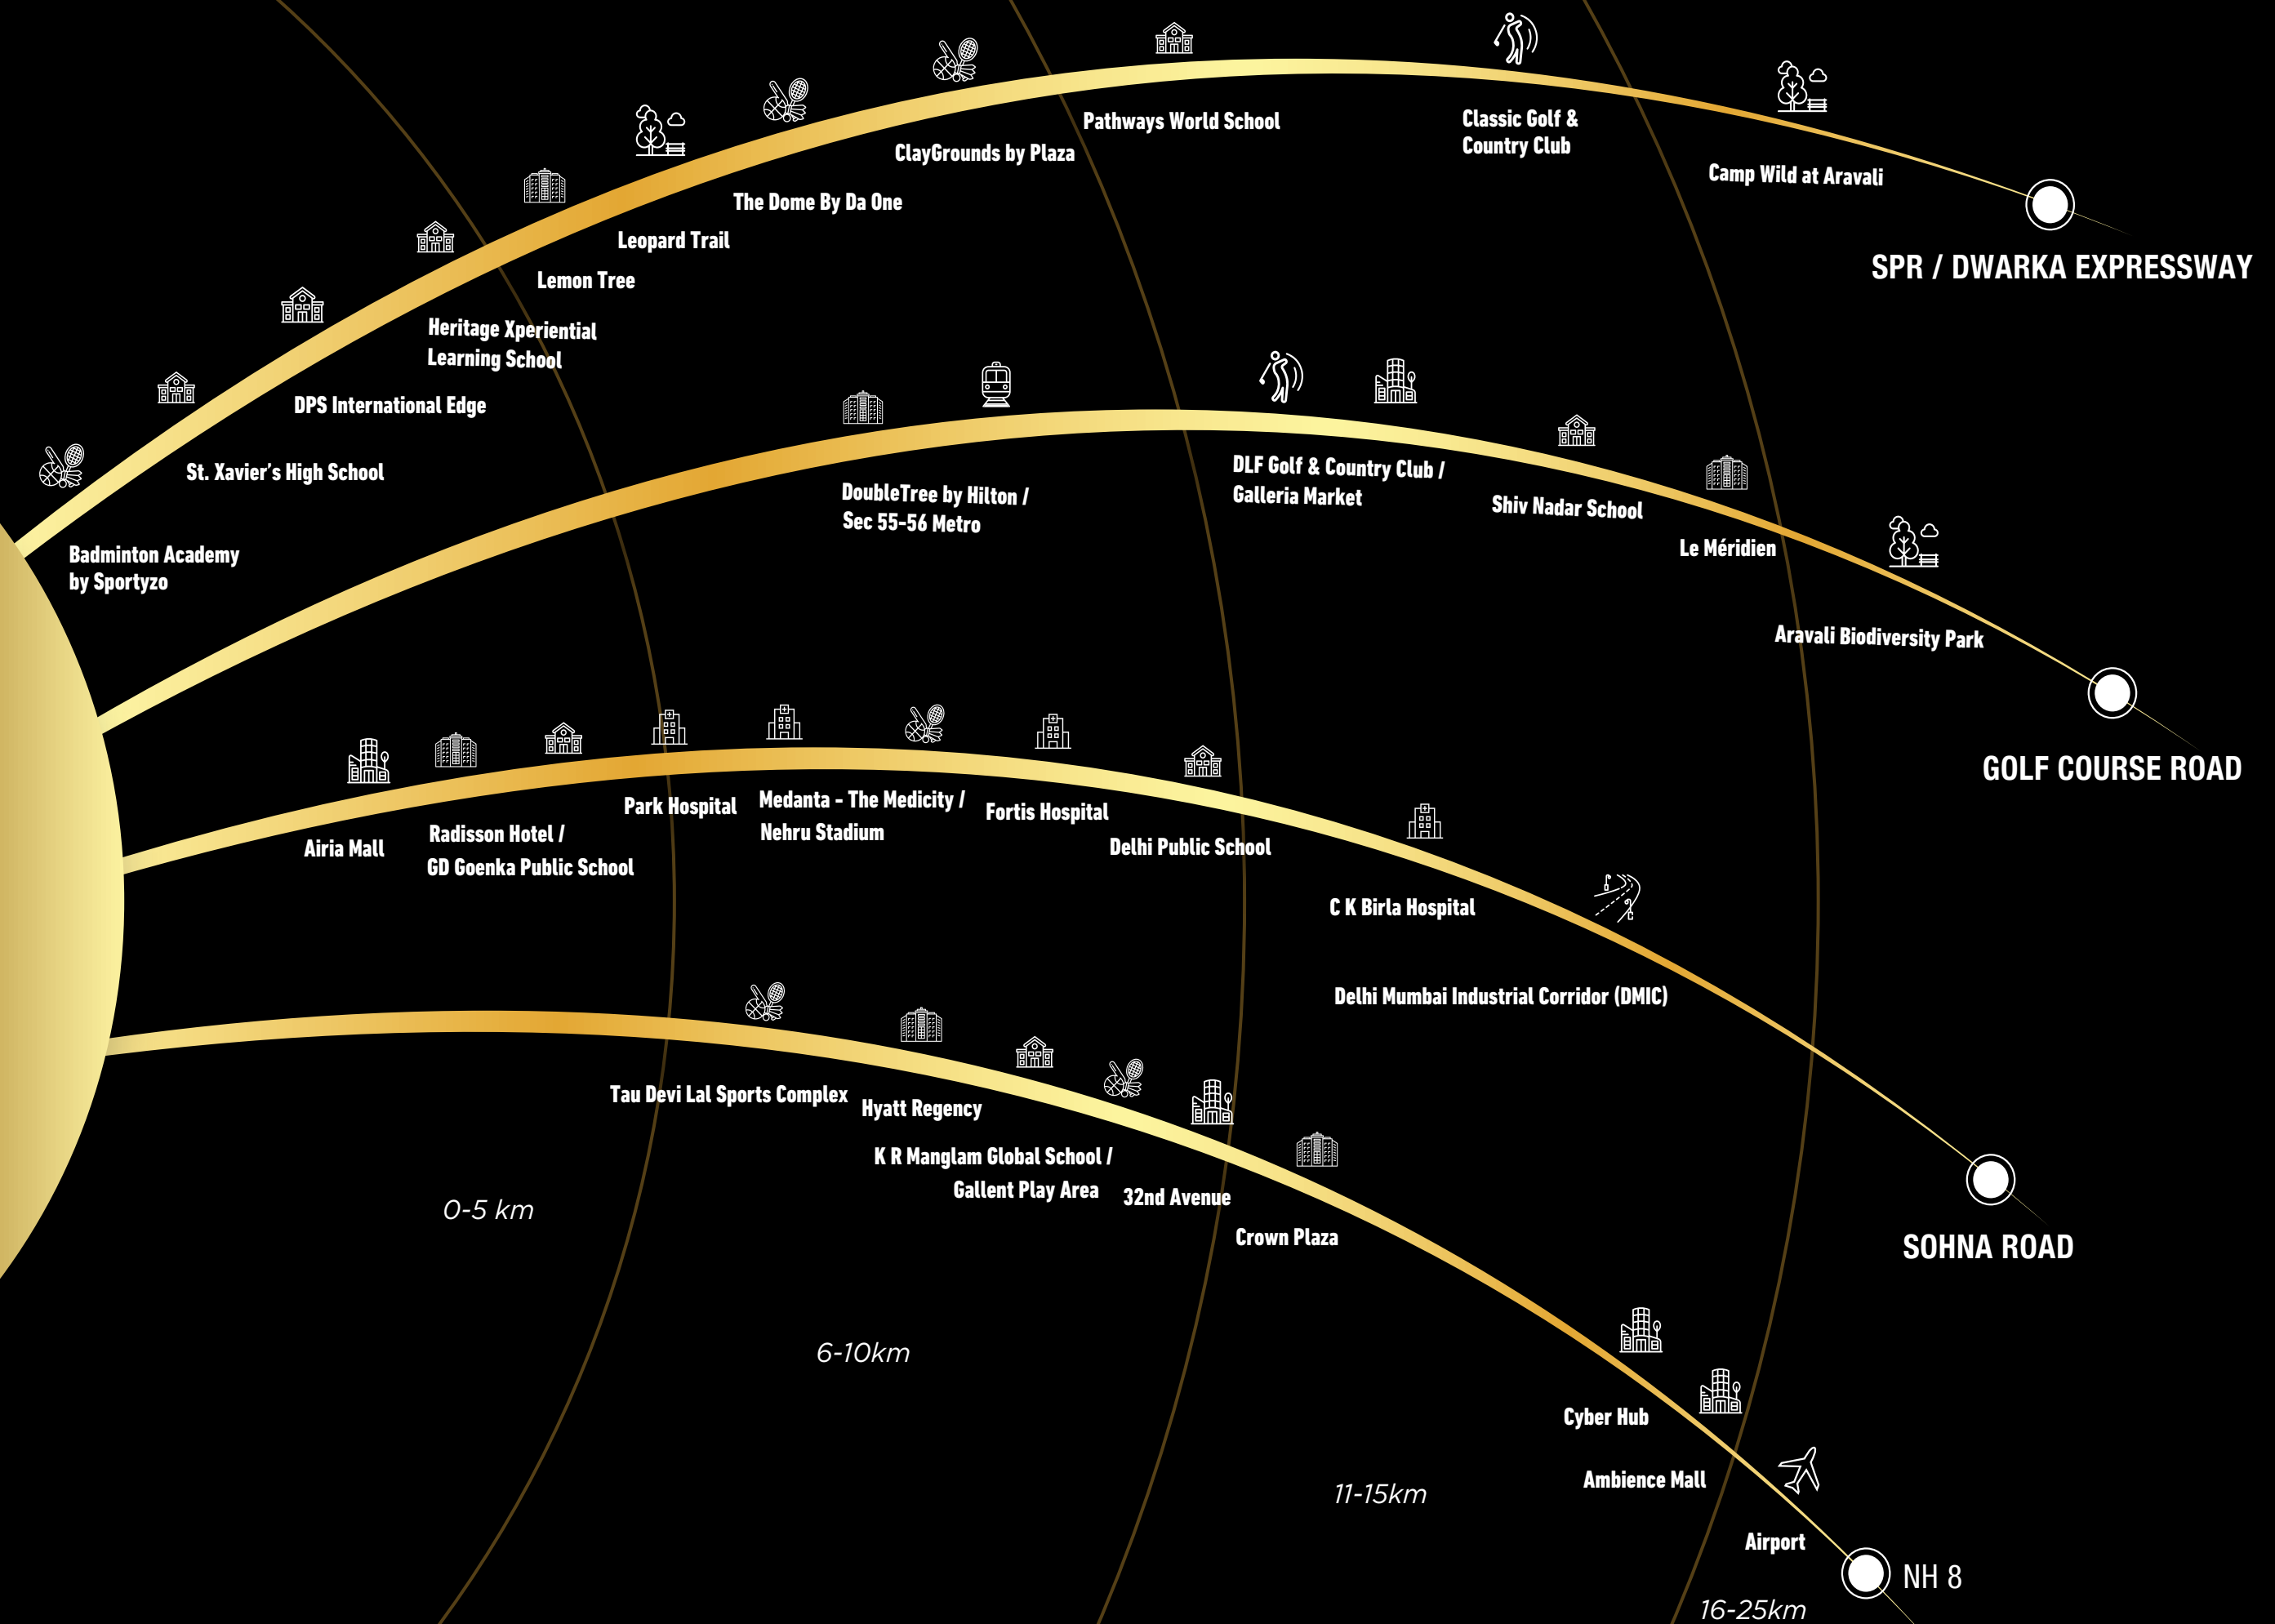 Pathways World School
Classic Golf &
Country Club
ClayGrounds by Plaza
Camp Wild at Aravali
The Dome By Da One
Leopard Trail
Lemon Tree
SPR / DWARKA EXPRESSWAY
Heritage Xperiential
Learning School
DPS International Edge
St. Xavier’s High School
Badminton Academy
by Sportyzo
DoubleTree by Hilton /
Sec 55-56 Metro
DLF Golf & Country Club /
Galleria Market
Shiv Nadar School
Le Méridien
Aravali Biodiversity Park
GOLF COURSE ROAD
Airia Mall
Radisson Hotel /
GD Goenka Public School
Park Hospital
Medanta - The Medicity /
Nehru Stadium
Fortis Hospital
Delhi Public School
C K Birla Hospital
Delhi Mumbai Industrial Corridor (DMIC)
SOHNA ROAD
Tau Devi Lal Sports Complex
Hyatt Regency
K R Manglam Global School /
Gallent Play Area
32nd Avenue
Crown Plaza
Cyber Hub
Ambience Mall
Airport
NH 8
0-5 km
6-10km
11-15km
16-25km